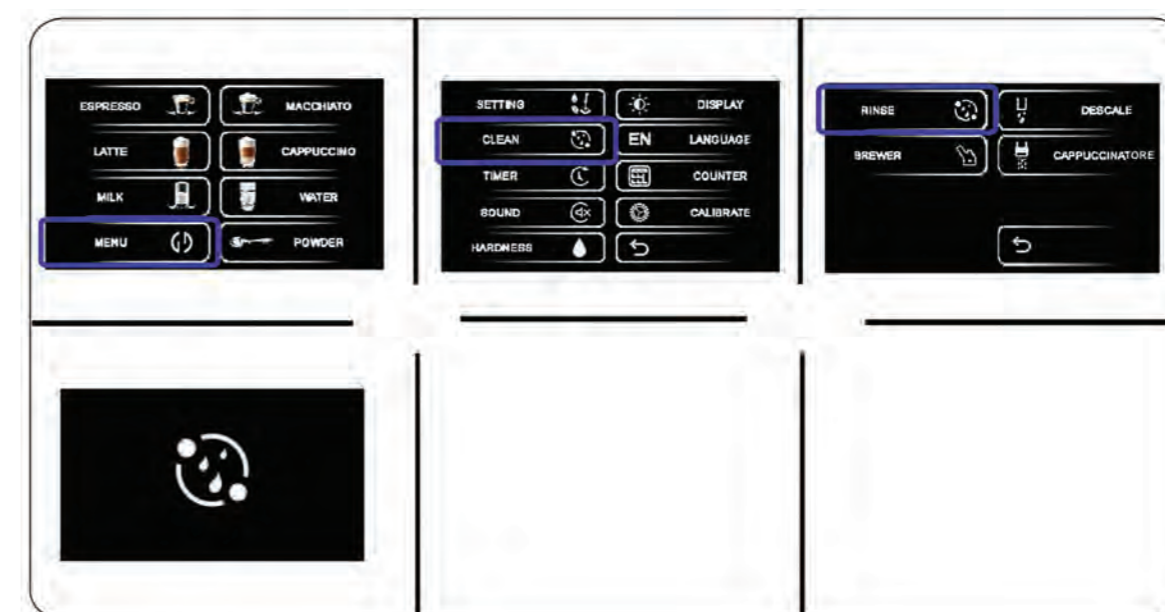 ESPRESSO MACCHIATO
LATTE CAPPUCCINO
MILK WATER
MENU POWDER
SETTING DISPLAY
CLEAN EN LANGUAGE
TIMER COUNTER
SOUND CALIBRATE
HARDNESS
RINSE DESCALE
BREWER CAPPUCCINATORE